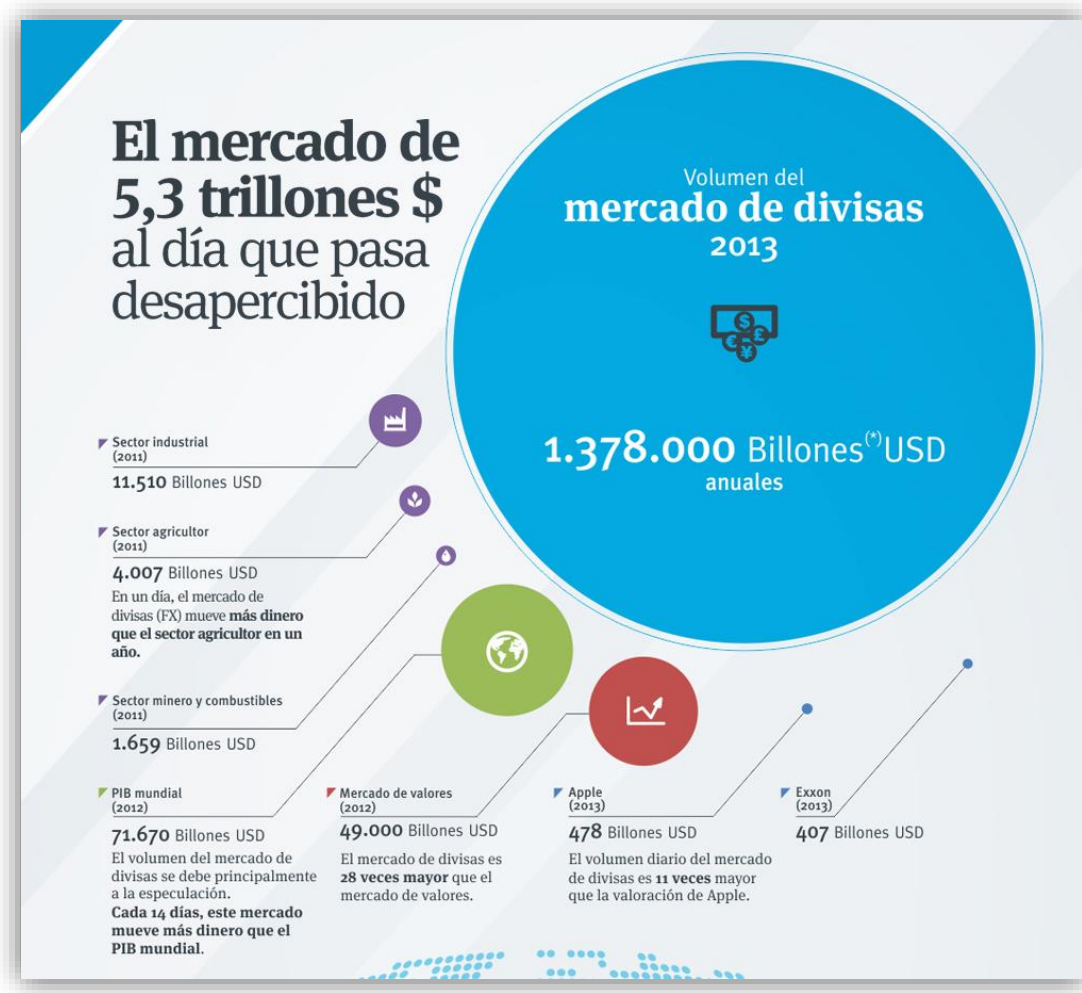 El mercado de
5,3 trillones $
al día que pasa
desapercibido
Volumen del
mercado de divisas
2013
1.378.000 Billones(*)USD
anuales
Sector industrial
(2011)
11.510 Billones USD
Sector agricultor
(2011)
4.007 Billones USD
En un día, el mercado de
divisas (FX) mueve más dinero
que el sector agricultor en un
año.
Sector minero y combustibles
(2011)
1.659 Billones USD
PIB mundial
(2012)
71.670 Billones USD
El volumen del mercado de
divisas se debe principalmente
a la especulación.
Cada 14 días, este mercado
mueve más dinero que el
PIB mundial.
Mercado de valores
(2012)
49.000 Billones USD
El mercado de divisas es
28 veces mayor que el
mercado de valores.
Apple
(2013)
478 Billones USD
El volumen diario del mercado
de divisas es 11 veces mayor
que la valoración de Apple.
Exxon
(2013)
407 Billones USD